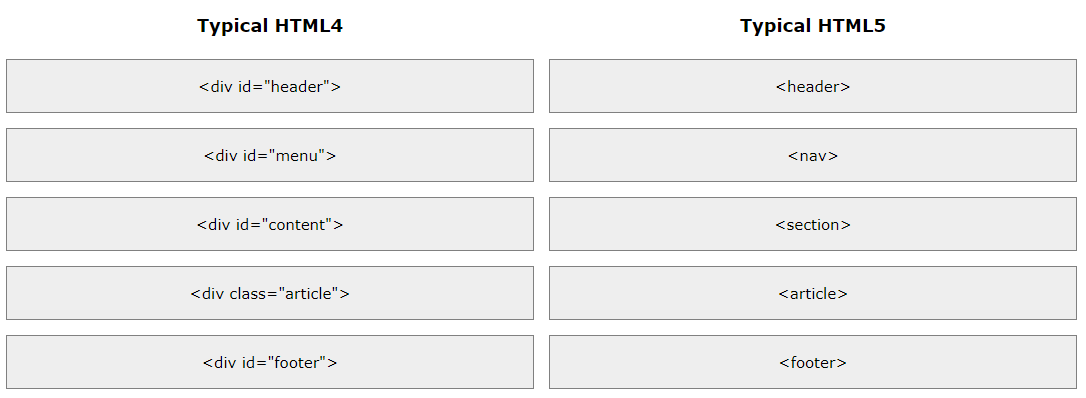 Typical HTML4
Typical HTML5
<div id="header">
<header>
<div id="menu">
<nav>
<div id="content">
<section>
<div class="article">
<article>
<div id="footer">
<footer>